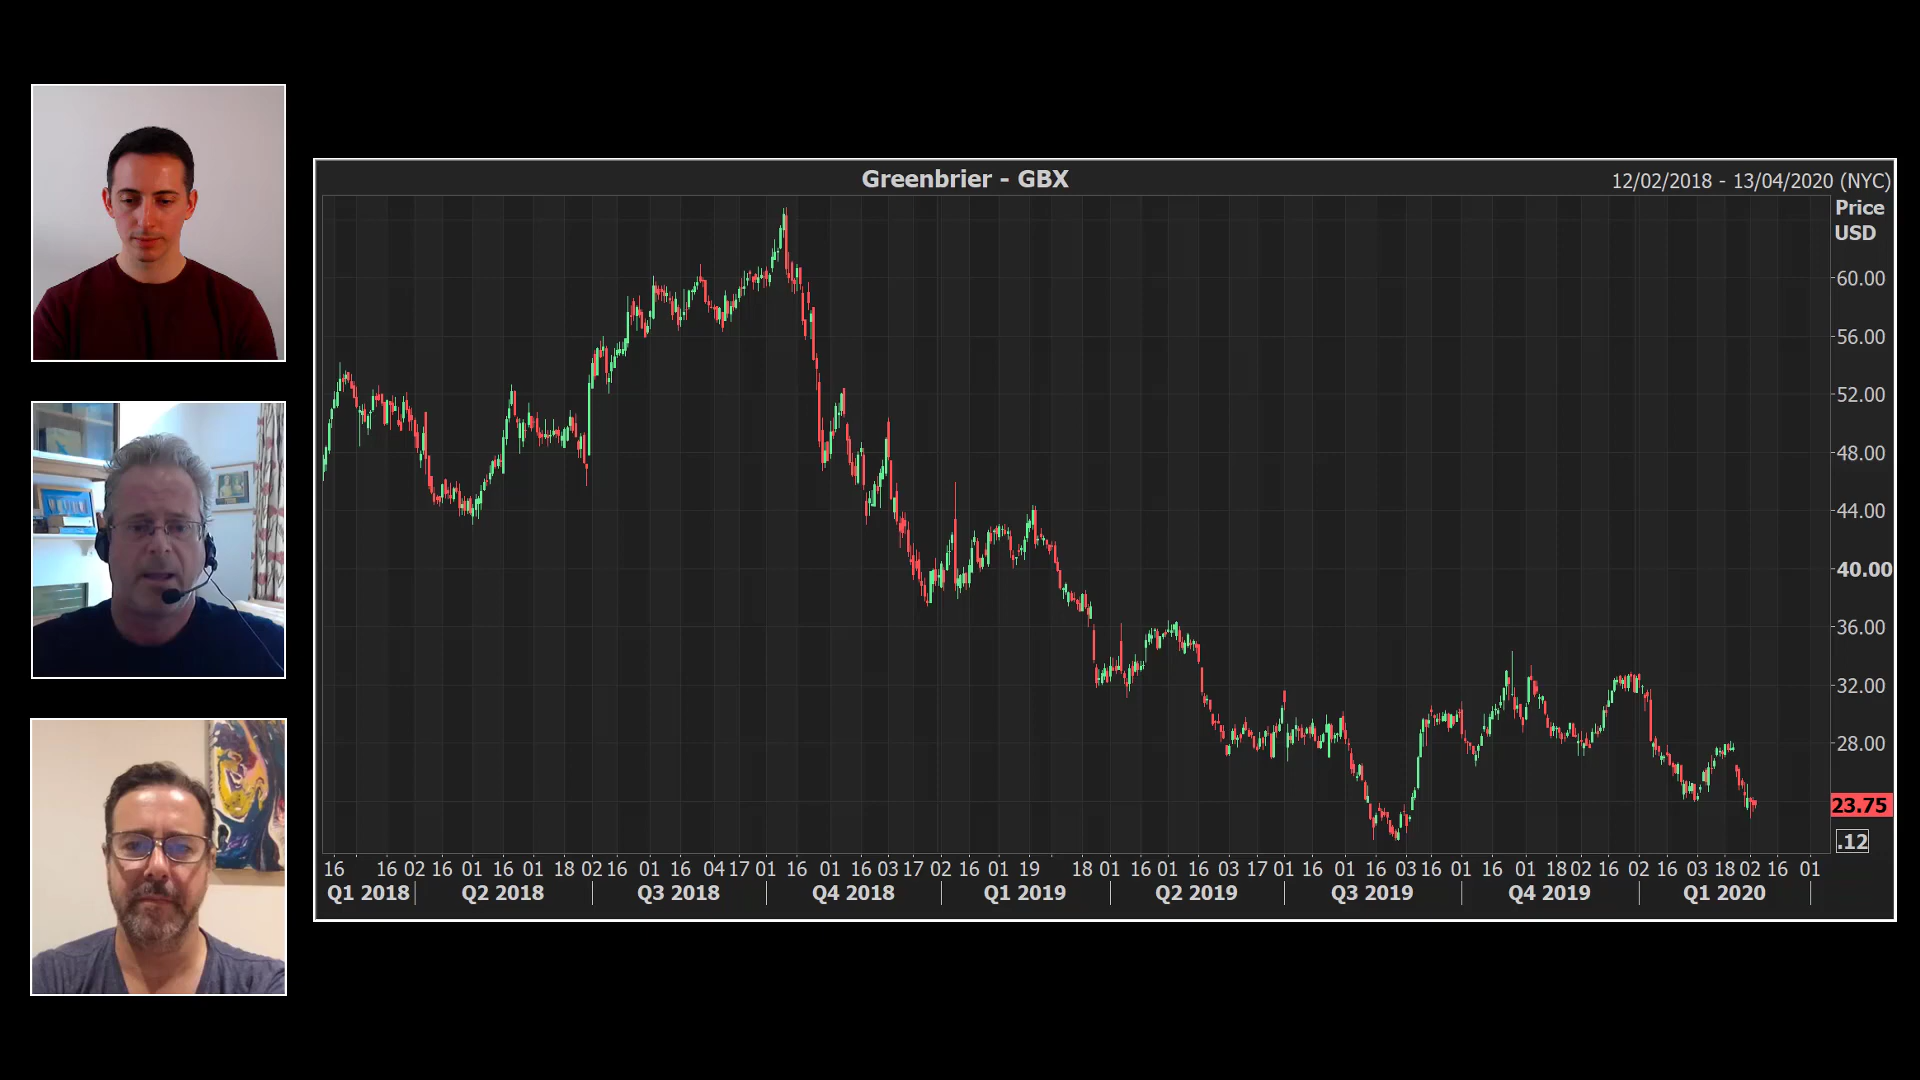 Greenbrier - GBX
12/02/2018 - 13/04/2020 (NYC)
Price
USD
60.00
56.00
52.00
48.00
44.00
40.00
36.00
32.00
28.00
23.75
.12
16 16 02 16 01 16 01 18 02 16 01 16 04 17 01 16 01 16 03 17 02 16 01 19 18 01 16 01 16 03 17 01 16 01 16 03 16 01 16 01 18 02 16 02 16 03 18 02 16 01
Q1 2018 Q2 2018 Q3 2018 Q4 2018 Q1 2019 Q2 2019 Q3 2019 Q4 2019 Q1 2020